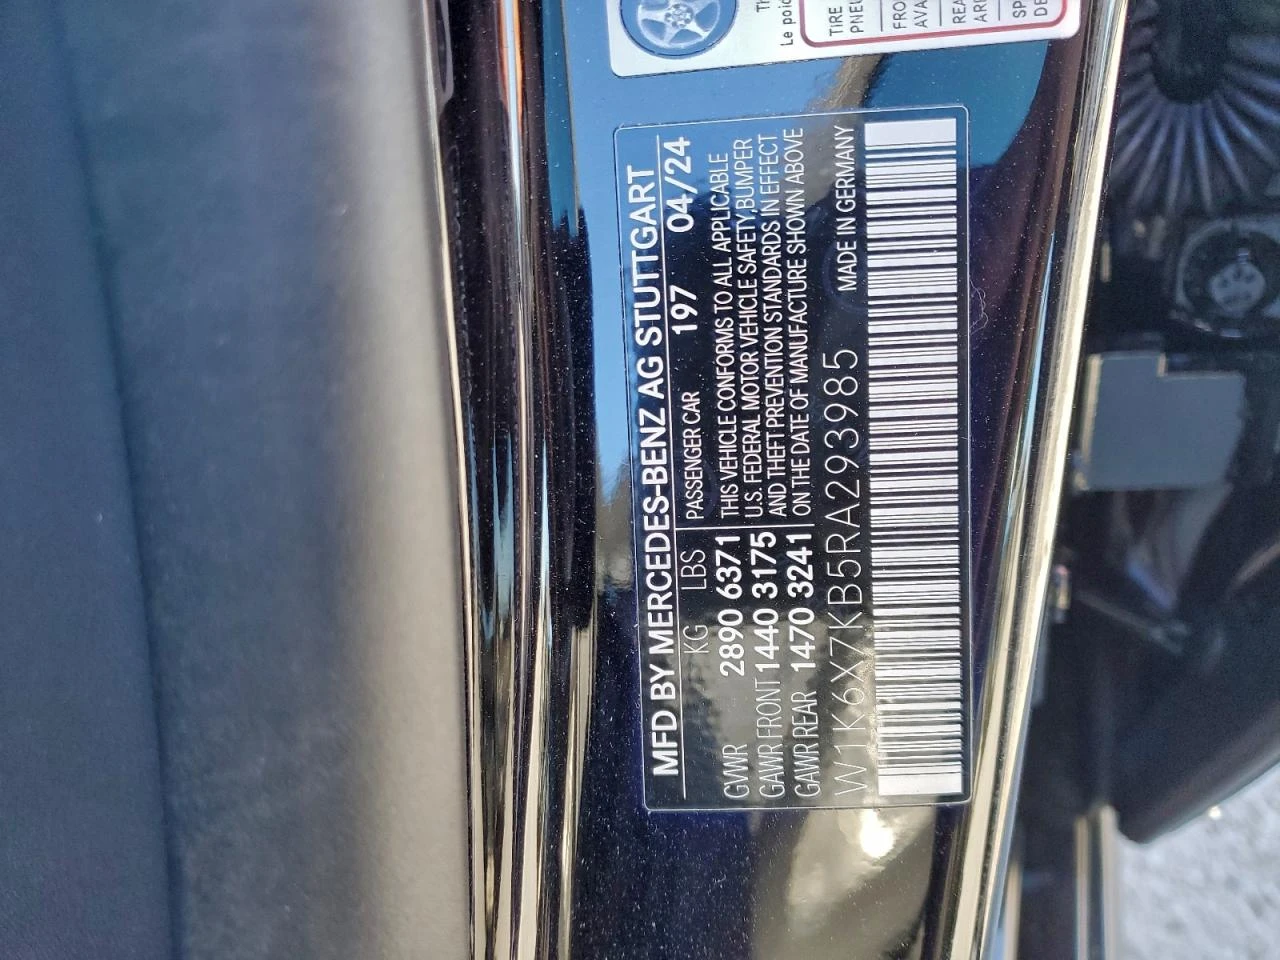 MFD BY MERCEDES-BENZ AG STUTTGART
KG LBS PASSENGER CAR 197 04/24
GVWR 2890 6371
GAWR FRONT 1440 3175
GAWR REAR 1470 3241
THIS VEHICLE CONFORMS TO ALL APPLICABLE
U.S. FEDERAL MOTOR VEHICLE SAFETY,BUMPER
AND THEFT PREVENTION STANDARDS IN EFFECT
ON THE DATE OF MANUFACTURE SHOWN ABOVE
W1K6X7KB5RA293985 MADE IN GERMANY
Le
TIRE